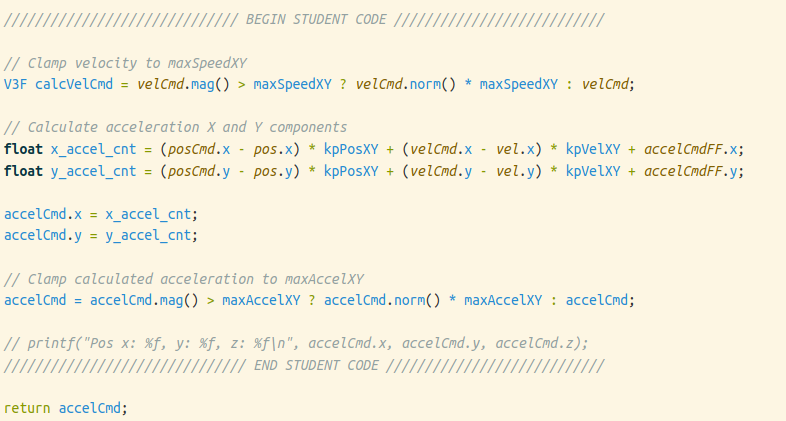 ////////////////////////////// BEGIN STUDENT CODE ///////////////////////////
// Clamp velocity to maxSpeedXY
V3F calcVelCmd = velCmd.mag() > maxSpeedXY ? velCmd.norm() * maxSpeedXY : velCmd;
// Calculate acceleration X and Y components
float x_accel_cnt = (posCmd.x - pos.x) * kpPosXY + (velCmd.x - vel.x) * kpVelXY + accelCmdFF.x;
float y_accel_cnt = (posCmd.y - pos.y) * kpPosXY + (velCmd.y - vel.y) * kpVelXY + accelCmdFF.y;
accelCmd.x = x_accel_cnt;
accelCmd.y = y_accel_cnt;
// Clamp calculated acceleration to maxAccelXY
accelCmd = accelCmd.mag() > maxAccelXY ? accelCmd.norm() * maxAccelXY : accelCmd;
// printf("Pos x: %f, y: %f, z: %f\n", accelCmd.x, accelCmd.y, accelCmd.z);
/////////////////////////////// END STUDENT CODE ////////////////////////////
return accelCmd;